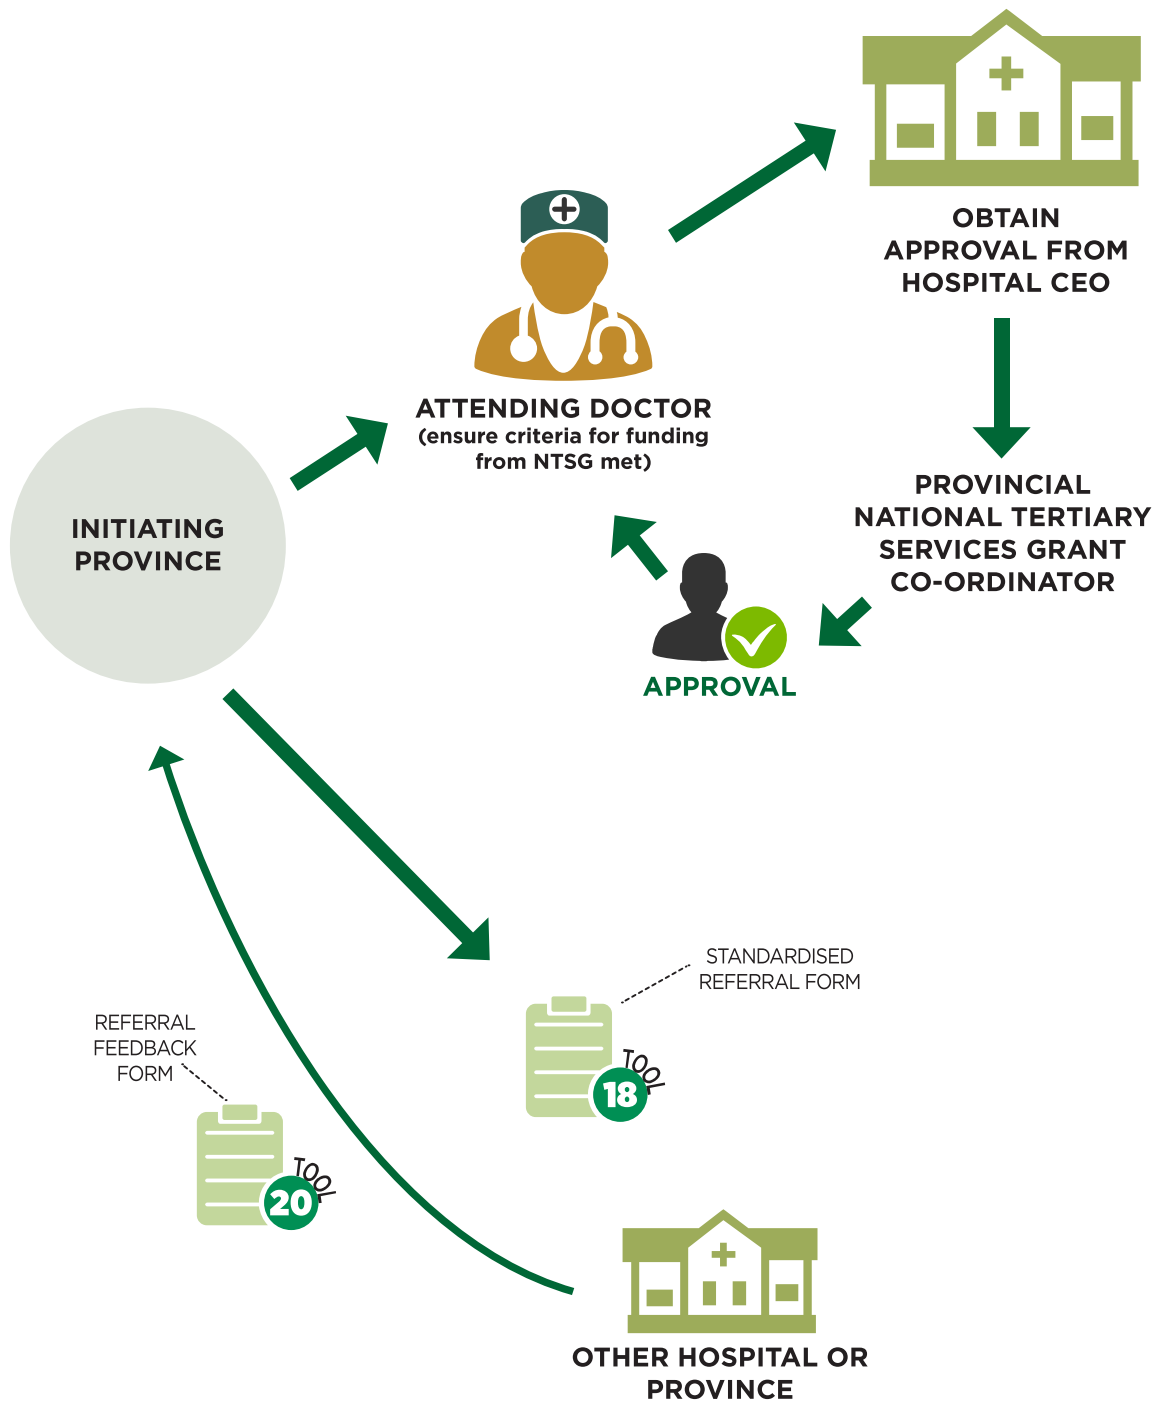 OBTAIN
APPROVAL FROM
HOSPITAL CEO
ATTENDING DOCTOR
(ensure criteria for funding
from NTSG met)
PROVINCIAL
NATIONAL TERTIARY
SERVICES GRANT
CO-ORDINATOR
INITIATING
PROVINCE
APPROVAL
STANDARDISED
REFERRAL FORM
TOOL
18
REFERRAL
FEEDBACK
FORM
TOOL
20
OTHER HOSPITAL OR
PROVINCE